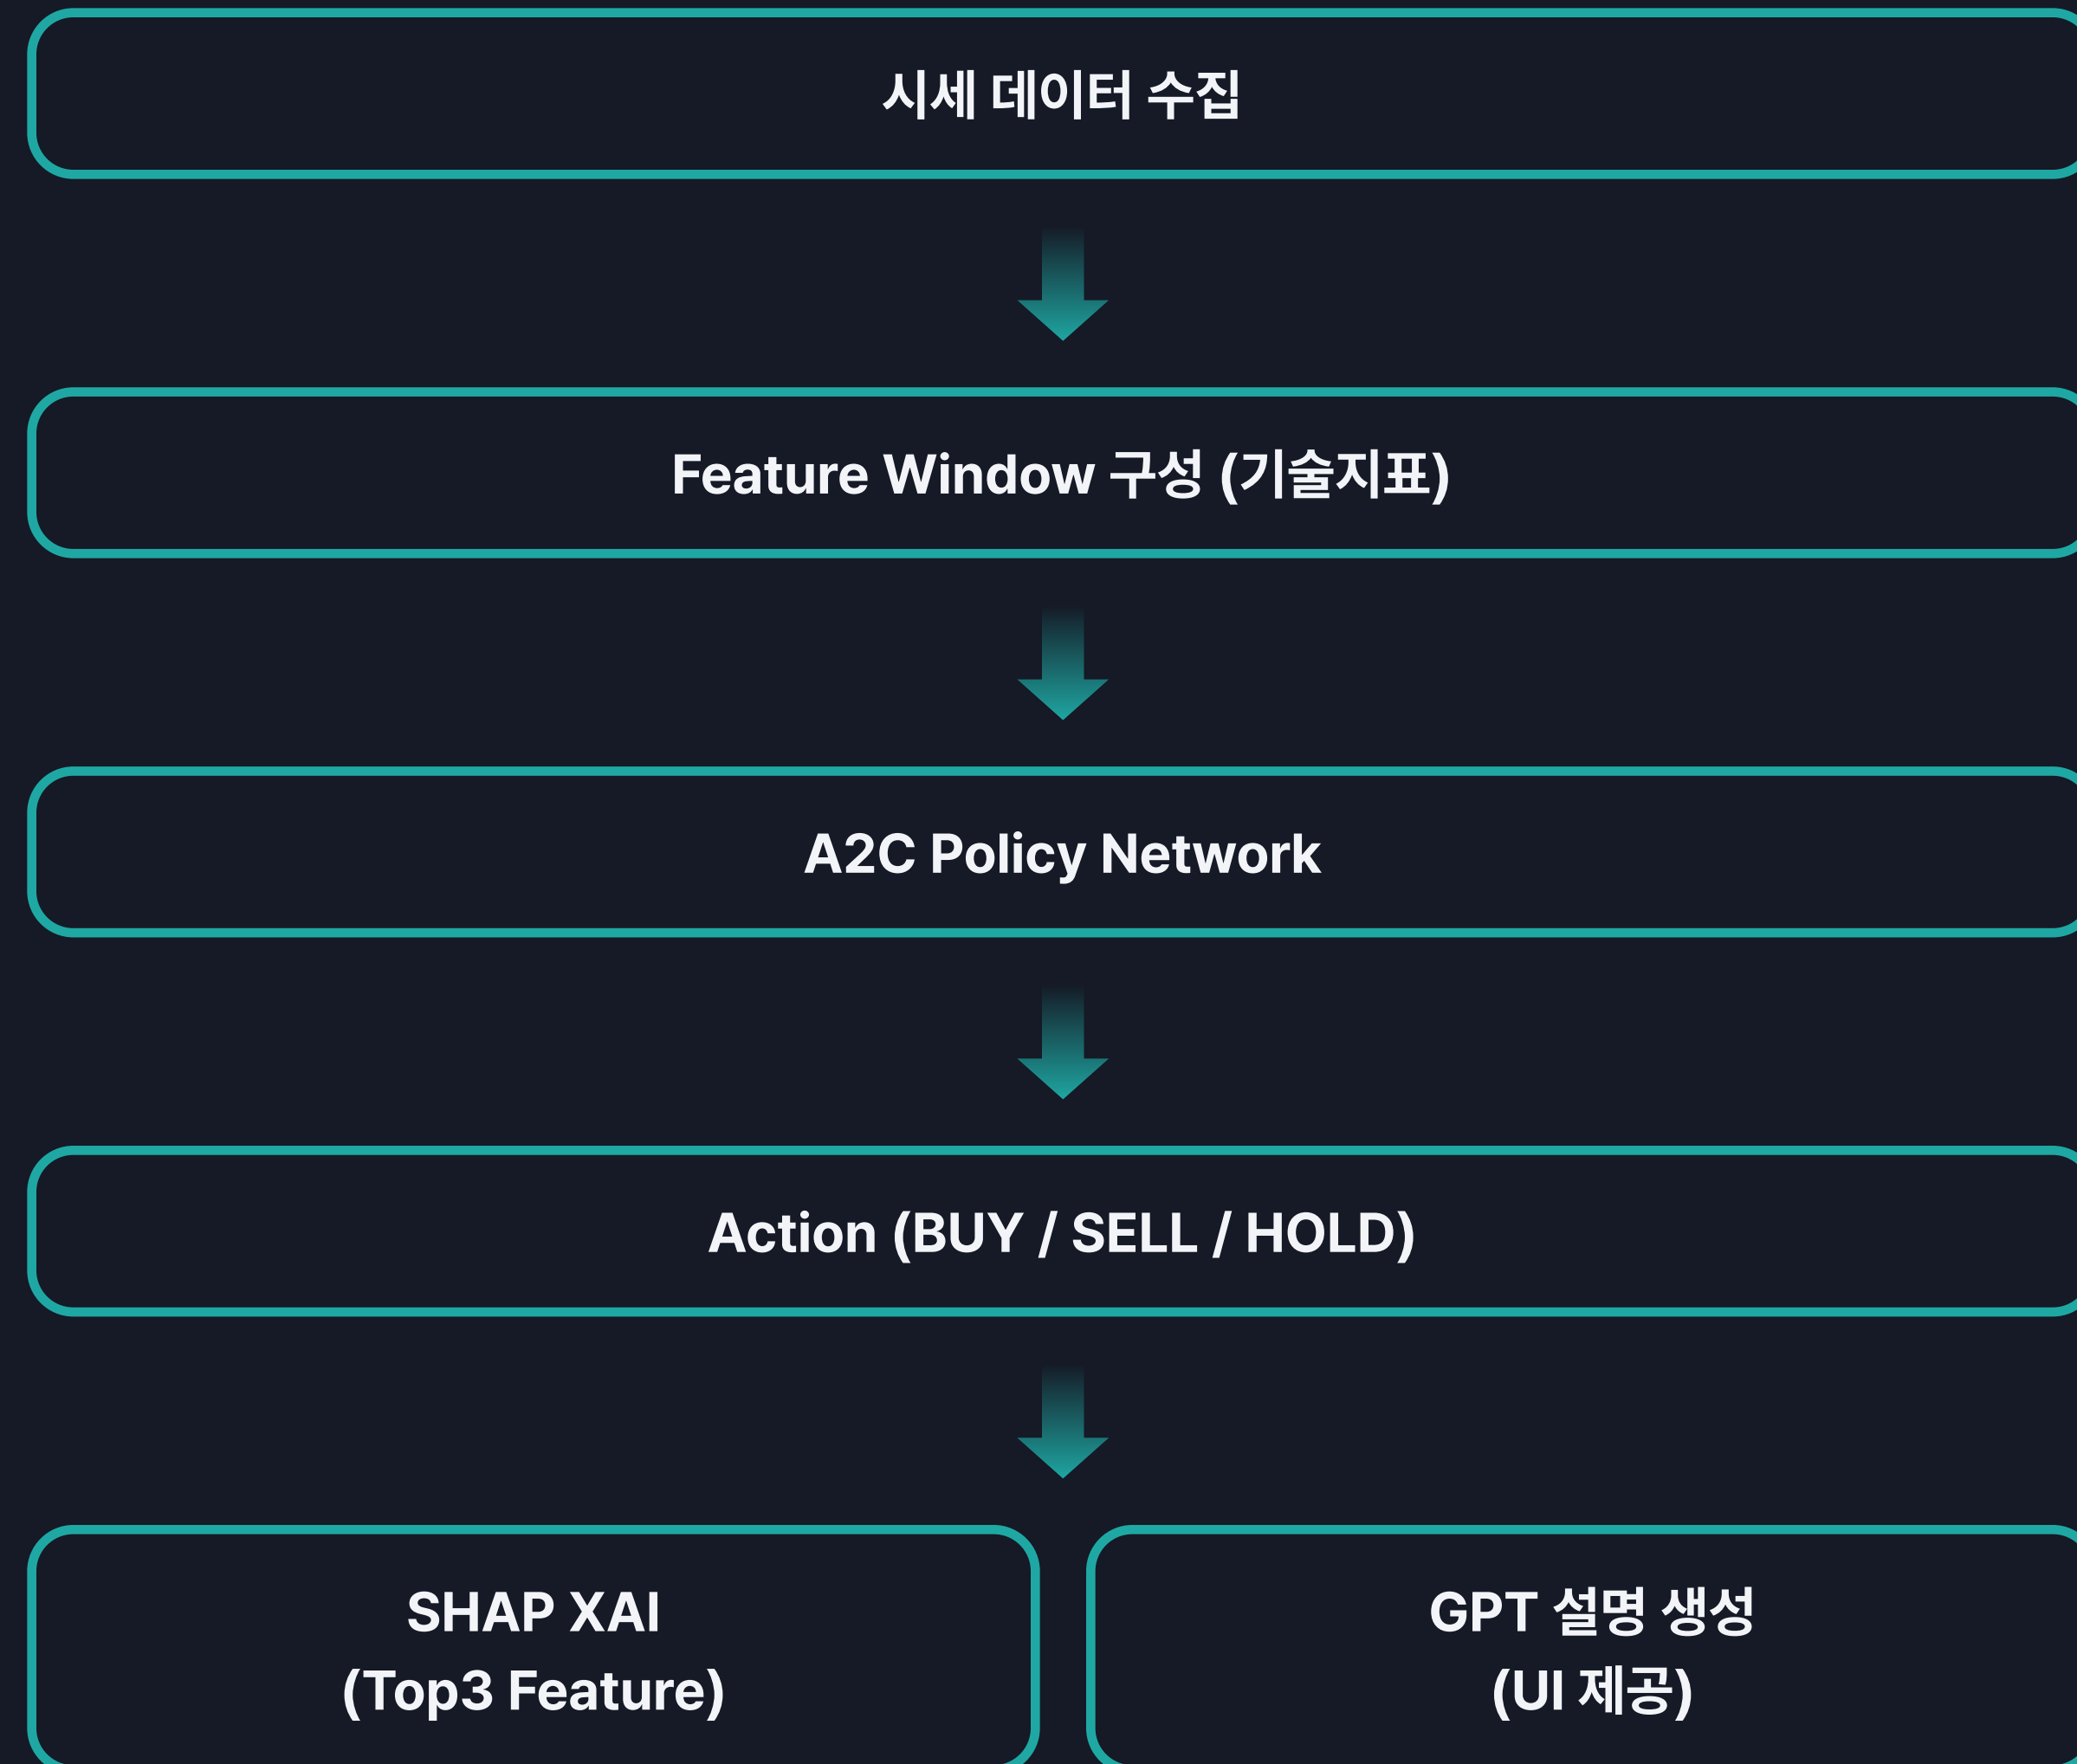 시세 데이터 수집
Feature Window 구성 (기술지표)
A2C Policy Network
Action (BUY / SELL / HOLD)
SHAP XAI
(Top3 Feature)
GPT 설명 생성
(UI 제공)